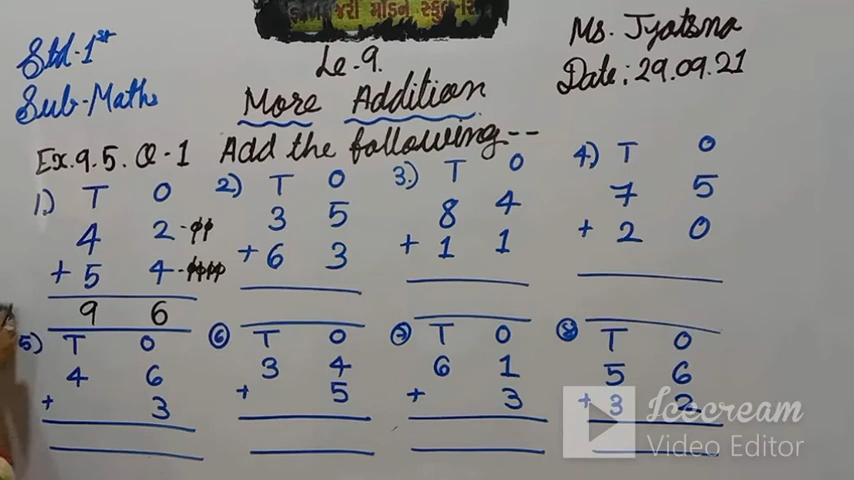 જરી મોડર્ન સ્કૂલ
Std-1st
Le-9.
Ms. Jyotsna
Sub-Maths
More Addition
Date: 29.09.21
Ex.9.5. Q-1 Add the following--
1.) T O
4 2
+ 5 4
9 6
2) T O
3 5
+ 6 3
3.) T O
8 4
+ 1 1
4.) T O
7 5
+ 2 0
5) T O
4 6
+ 3
6 T O
3 4
+ 5
7 T O
6 1
+ 3
8 T O
5 6
+ 3 2
Icecream
Video Editor